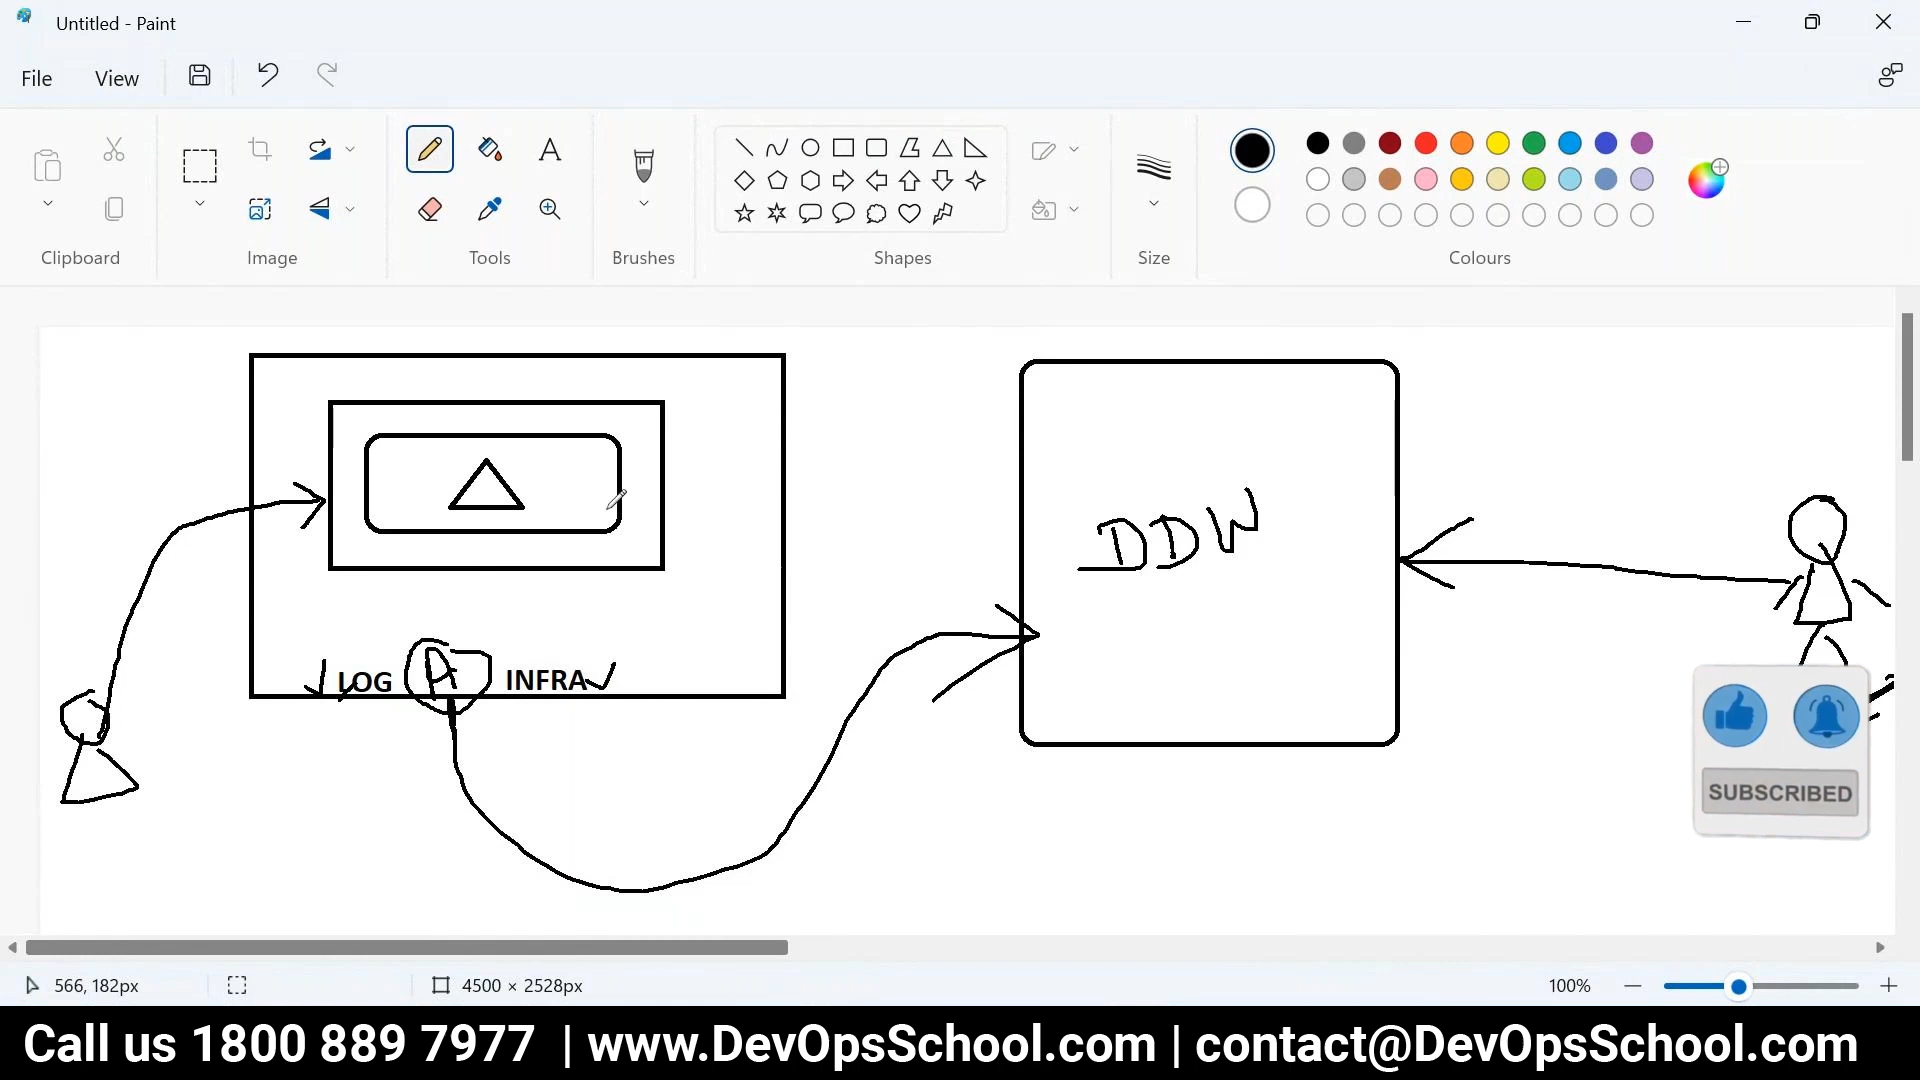 Untitled - Paint
File View
Clipboard Image Tools Brushes Shapes Size Colours
DDW
LOG A INFRA
SUBSCRIBED
566, 182px 4500 × 2528px 100%
Call us 1800 889 7977 | www.DevOpsSchool.com | contact@DevOpsSchool.com